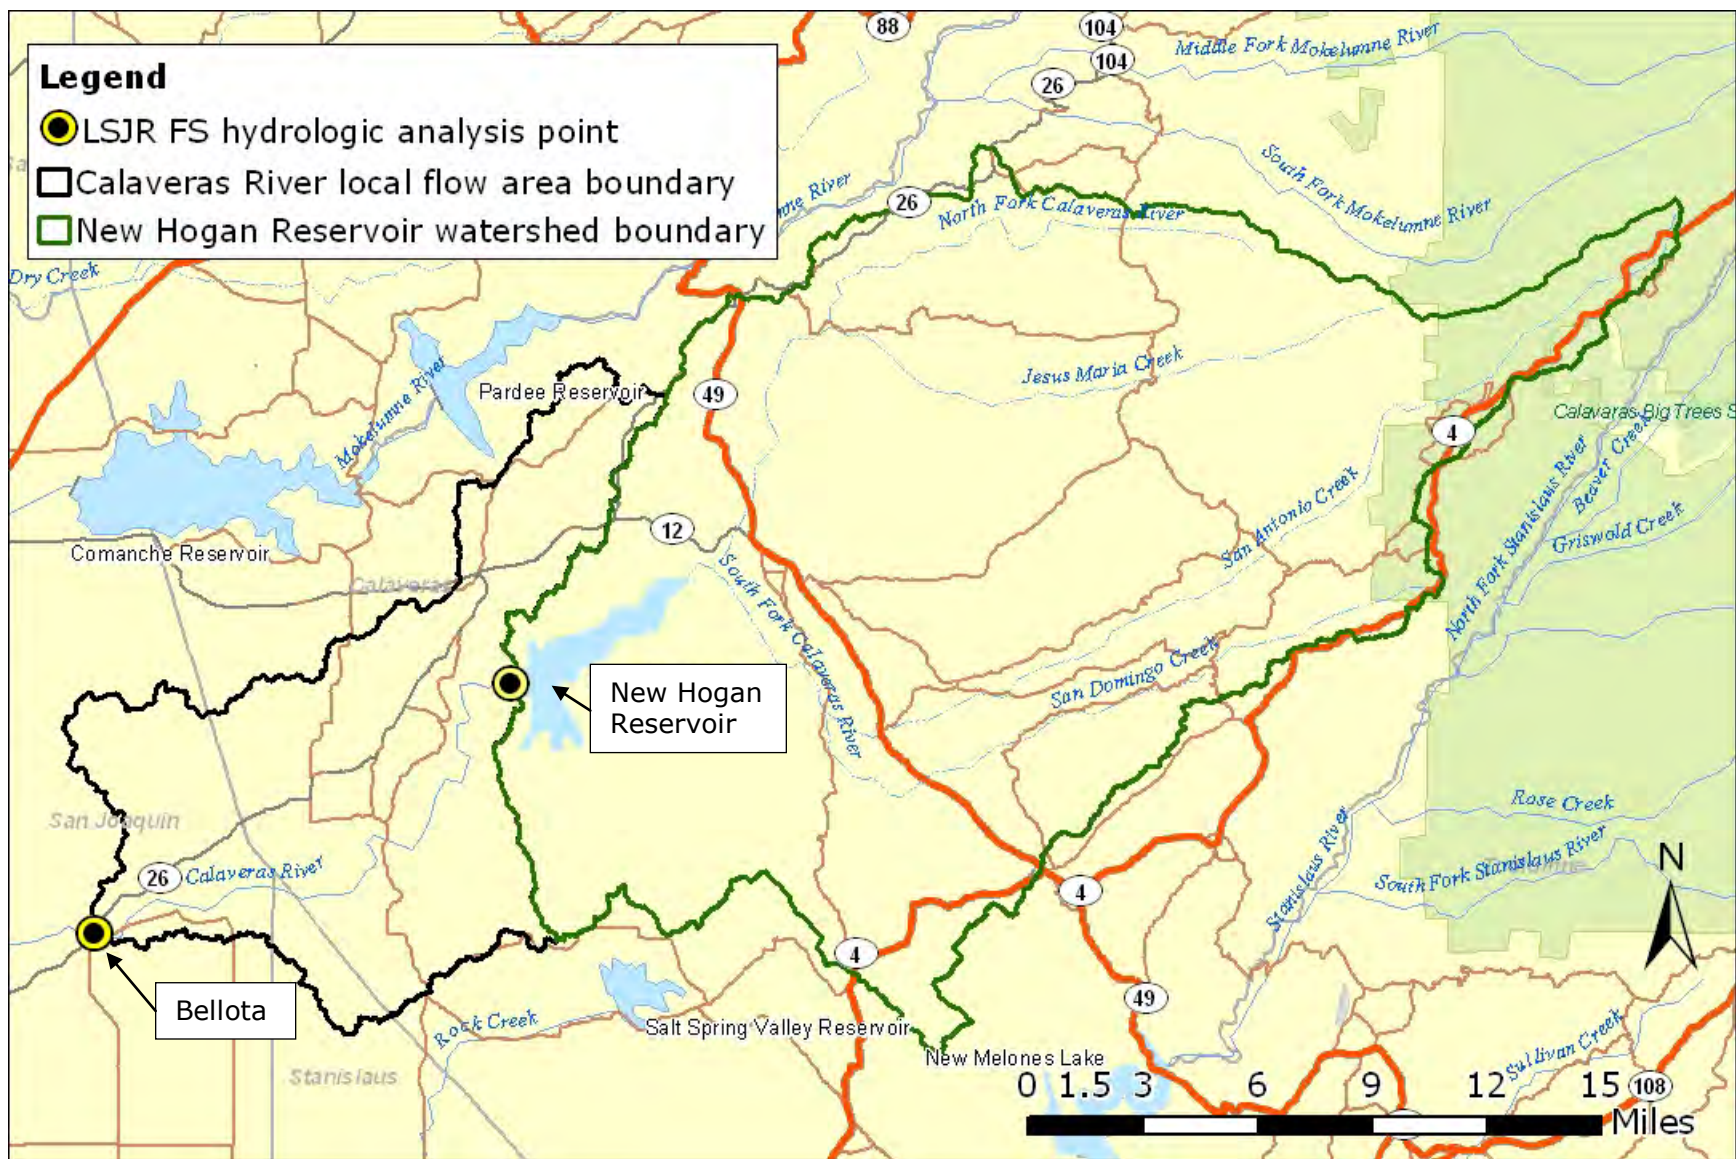 Legend
LSJR FS hydrologic analysis point
Calaveras River local flow area boundary
New Hogan Reservoir watershed boundary
88
104
104
26
Middle Fork Mokelumne River
South Fork Mokelumne River
26
North Fork Calaveras River
Dry Creek
Jesus Maria Creek
49
Pardee Reservoir
Mokelumne River
4
Calavaras Big Trees S
Beaver Creek
Griswold Creek
North Fork Stanislaus River
San Antonio Creek
12
Comanche Reservoir
Calaveras
South Fork Calaveras River
San Domingo Creek
New Hogan
Reservoir
San Joaquin
26
Calaveras River
Rose Creek
South Fork Stanislaus River
Stanislaus River
N
4
4
49
Bellota
Rock Creek
Salt Spring Valley Reservoir
New Melones Lake
Stanislaus
Sullivan Creek
108
0 1.5 3 6 9 12 15
Miles